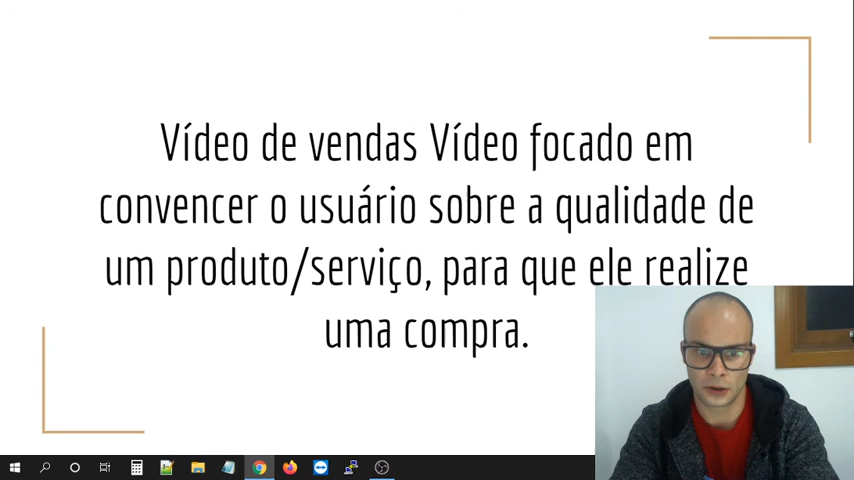 Vídeo de vendas Vídeo focado em
convencer o usuário sobre a qualidade de
um produto/serviço, para que ele realize
uma compra.